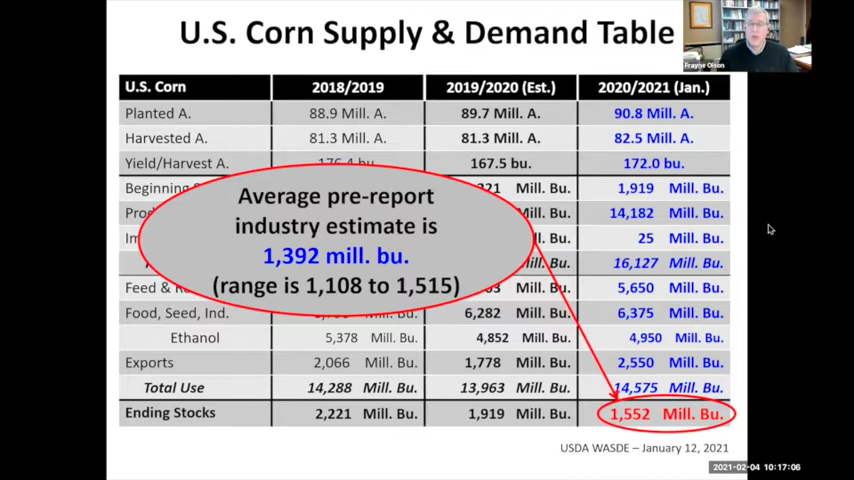 U.S. Corn Supply & Demand Table
Frayne Olson
U.S. Corn 2018/2019 2019/2020 (Est.) 2020/2021 (Jan.)
Planted A. 88.9 Mill. A. 89.7 Mill. A. 90.8 Mill. A.
Harvested A. 81.3 Mill. A. 81.3 Mill. A. 82.5 Mill. A.
Yield/Harvest A. 176.4 bu. 167.5 bu. 172.0 bu.
Beginning Mill. Bu. 1,919 Mill. Bu.
14,182 Mill. Bu.
25 Mill. Bu.
16,127 Mill. Bu.
Feed & Mill. Bu. 5,650 Mill. Bu.
Food, Seed, Ind. Mill. Bu. 6,282 Mill. Bu. 6,375 Mill. Bu.
Ethanol 5,378 Mill. Bu. 4,852 Mill. Bu. 4,950 Mill. Bu.
Exports 2,066 Mill. Bu. 1,778 Mill. Bu. 2,550 Mill. Bu.
Total Use 14,288 Mill. Bu. 13,963 Mill. Bu. 14,575 Mill. Bu.
Ending Stocks 2,221 Mill. Bu. 1,919 Mill. Bu. 1,552 Mill. Bu.
Average pre-report
industry estimate is
1,392 mill. bu.
(range is 1,108 to 1,515)
USDA WASDE – January 12, 2021
2021-02-04 10:17:06